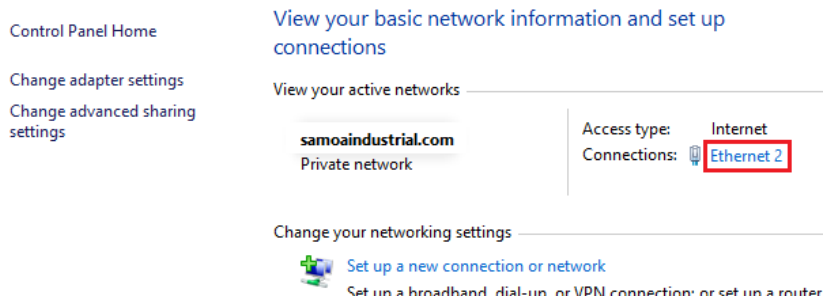 Control Panel Home
Change adapter settings
Change advanced sharing
settings
View your basic network information and set up
connections
View your active networks
samoaindustrial.com
Private network
Access type: Internet
Connections: Ethernet 2
Change your networking settings
Set up a new connection or network
Set up a broadband, dial-up, or VPN connection; or set up a router